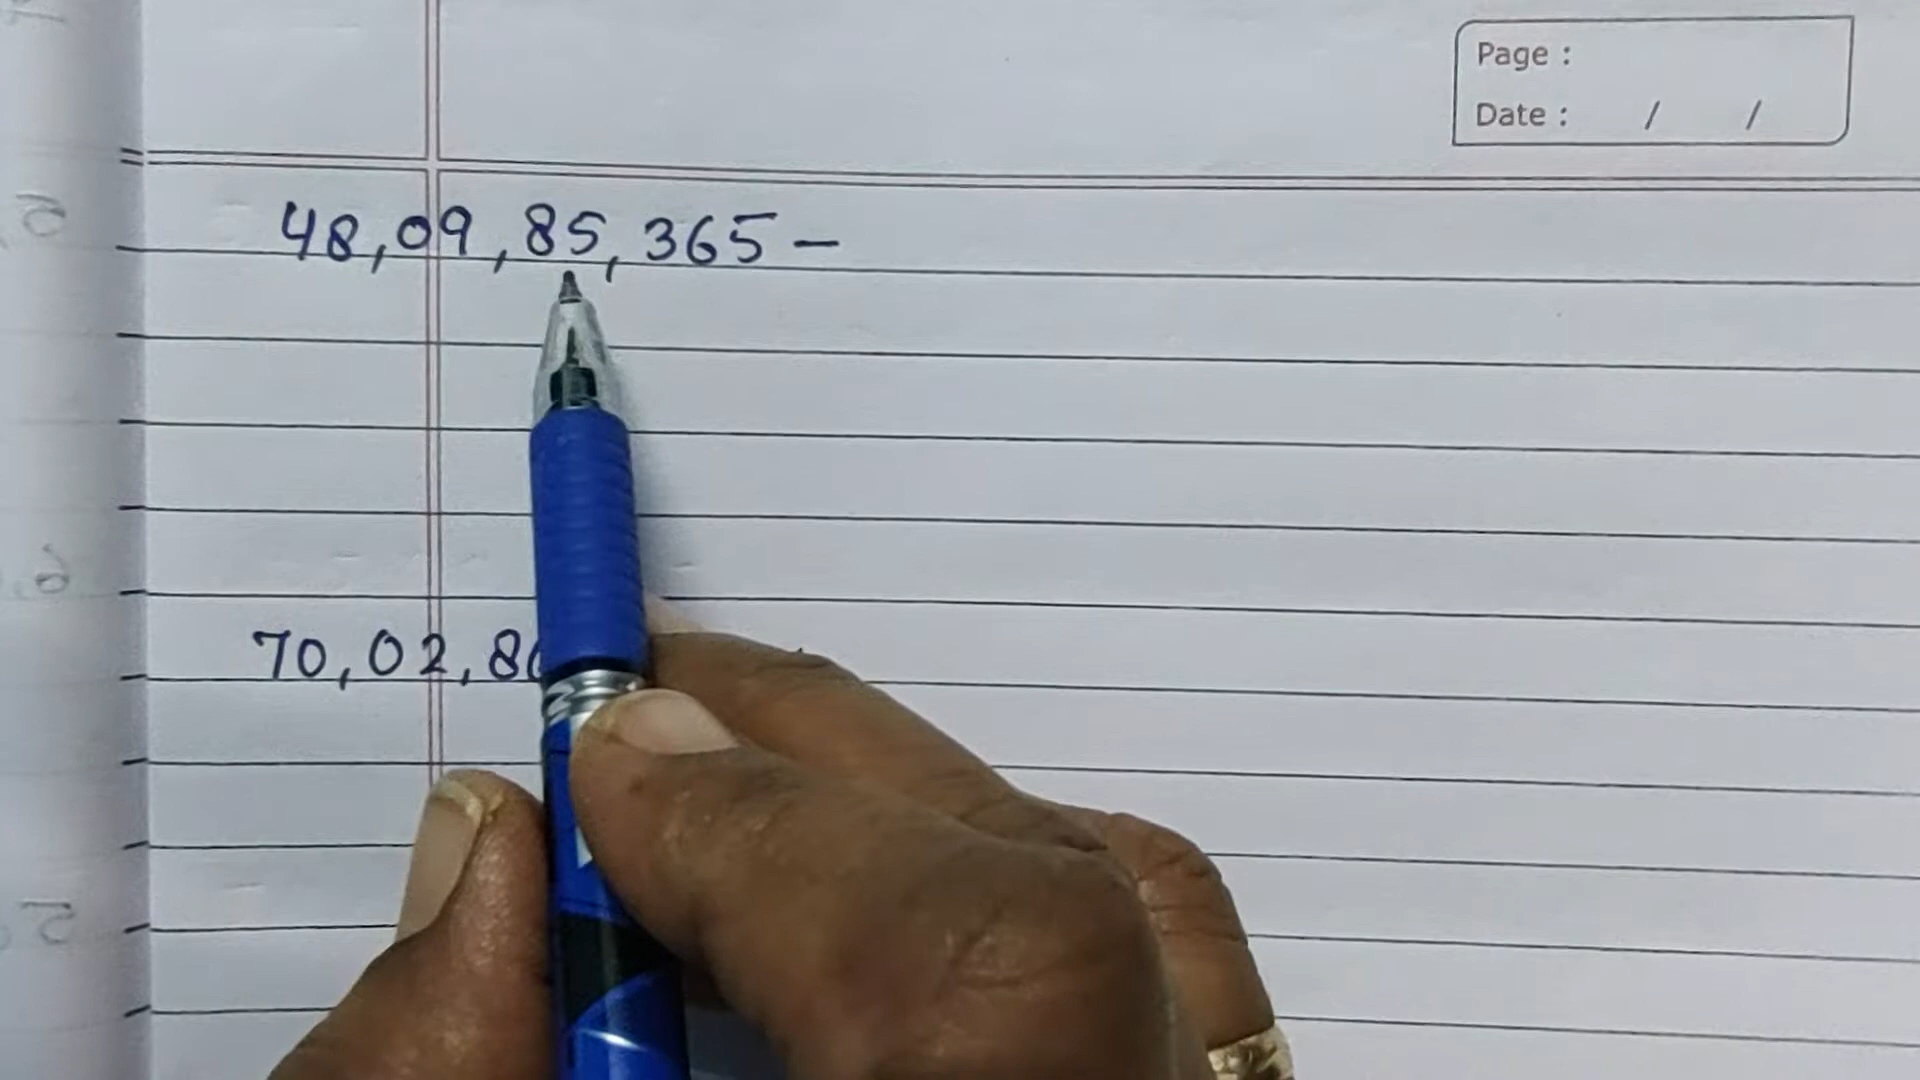 Page :
Date : / /
48,09,85,365 –
70,02,8